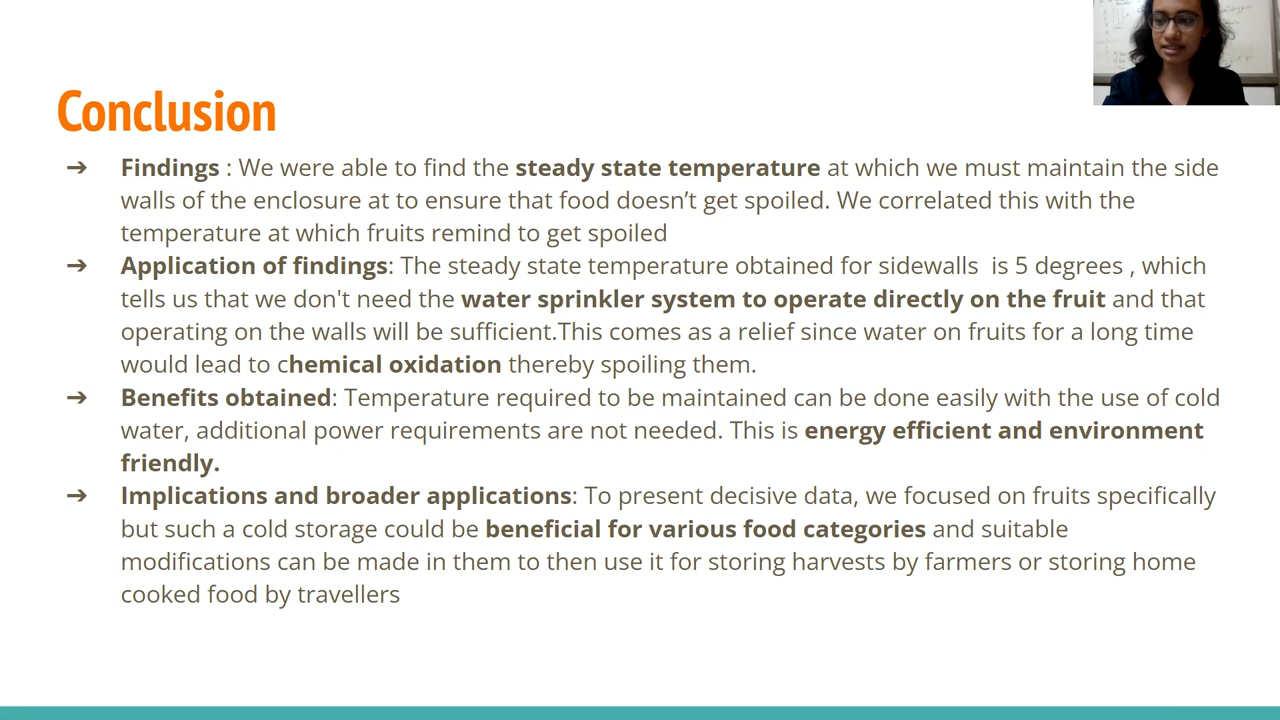 Conclusion
➔ Findings : We were able to find the steady state temperature at which we must maintain the side
walls of the enclosure at to ensure that food doesn’t get spoiled. We correlated this with the
temperature at which fruits remind to get spoiled
➔ Application of findings: The steady state temperature obtained for sidewalls  is 5 degrees , which
tells us that we don't need the water sprinkler system to operate directly on the fruit and that
operating on the walls will be sufficient.This comes as a relief since water on fruits for a long time
would lead to chemical oxidation thereby spoiling them.
➔ Benefits obtained: Temperature required to be maintained can be done easily with the use of cold
water, additional power requirements are not needed. This is energy efficient and environment
friendly.
➔ Implications and broader applications: To present decisive data, we focused on fruits specifically
but such a cold storage could be beneficial for various food categories and suitable
modifications can be made in them to then use it for storing harvests by farmers or storing home
cooked food by travellers